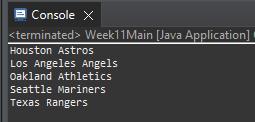 Console
<terminated> Week11Main [Java Application]
Houston Astros
Los Angeles Angels
Oakland Athletics
Seattle Mariners
Texas Rangers